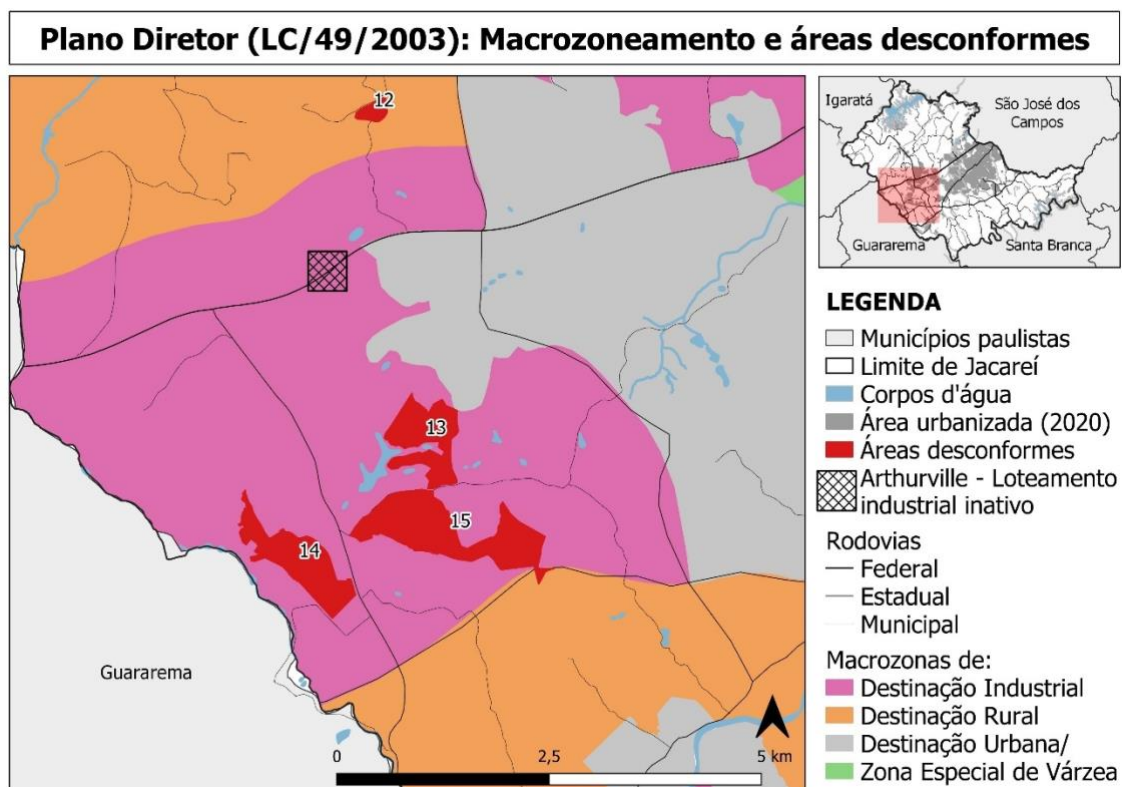 Plano Diretor (LC/49/2003): Macrozoneamento e áreas desconformes
12
13
15
14
Guararema
0
2,5
5 km
Igaratá
São José dos
Campos
Guararema
Santa Branca
LEGENDA
Municípios paulistas
Limite de Jacareí
Corpos d'água
Área urbanizada (2020)
Áreas desconformes
Arthurville - Loteamento
industrial inativo
Rodovias
Federal
Estadual
Municipal
Macrozonas de:
Destinação Industrial
Destinação Rural
Destinação Urbana/
Zona Especial de Várzea